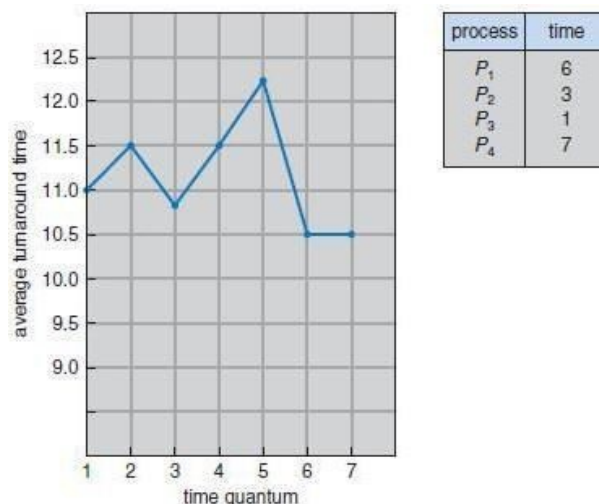 12.5
12.0
11.5
11.0
10.5
10.0
9.5
9.0
average turnaround time
1 2 3 4 5 6 7
time quantum
process time
P1 6
P2 3
P3 1
P4 7